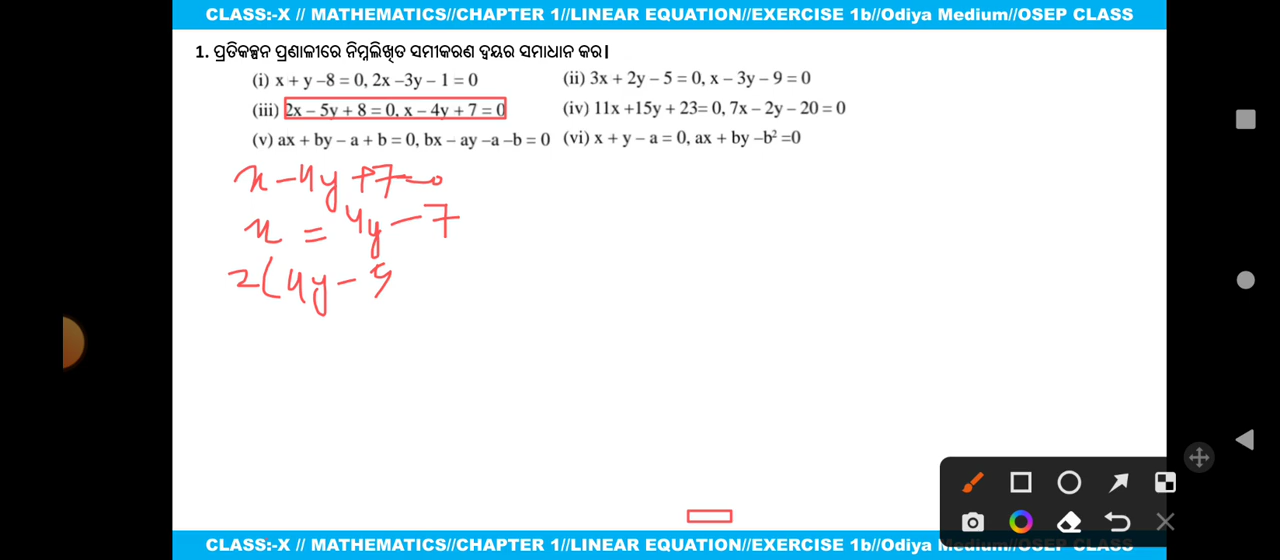 CLASS:-X // MATHEMATICS//CHAPTER 1//LINEAR EQUATION//EXERCISE 1b//Odiya Medium//OSEP CLASS
1. ପ୍ରତିକଳ୍ପନ ପ୍ରଣାଳୀରେ ନିମ୍ନଲିଖିତ ସମୀକରଣ ଦ୍ୱୟର ସମାଧାନ କର।
(i) x + y –8 = 0, 2x –3y – 1 = 0 (ii) 3x + 2y – 5 = 0, x – 3y – 9 = 0
(iii) 2x – 5y + 8 = 0, x – 4y + 7 = 0 (iv) 11x +15y + 23= 0, 7x – 2y – 20 = 0
(v) ax + by – a + b = 0, bx – ay –a –b = 0 (vi) x + y – a = 0, ax + by –b² =0
x - 4y + 7 = 0
x = 4y - 7
2(4y - 5
CLASS:-X // MATHEMATICS//CHAPTER 1//LINEAR EQUATION//EXERCISE 1b//Odiya Medium//OSEP CLASS